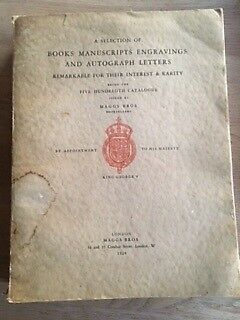 A SELECTION OF
BOOKS MANUSCRIPTS ENGRAVINGS
AND AUTOGRAPH LETTERS
REMARKABLE FOR THEIR INTEREST & RARITY
BEING THE
FIVE HUNDREDTH CATALOGUE
ISSUED BY
MAGGS BROS
BOOKSELLERS
BY APPOINTMENT TO HIS MAJESTY
KING GEORGE V
LONDON
MAGGS BROS
34 and 35 Conduit Street, London, W
1928